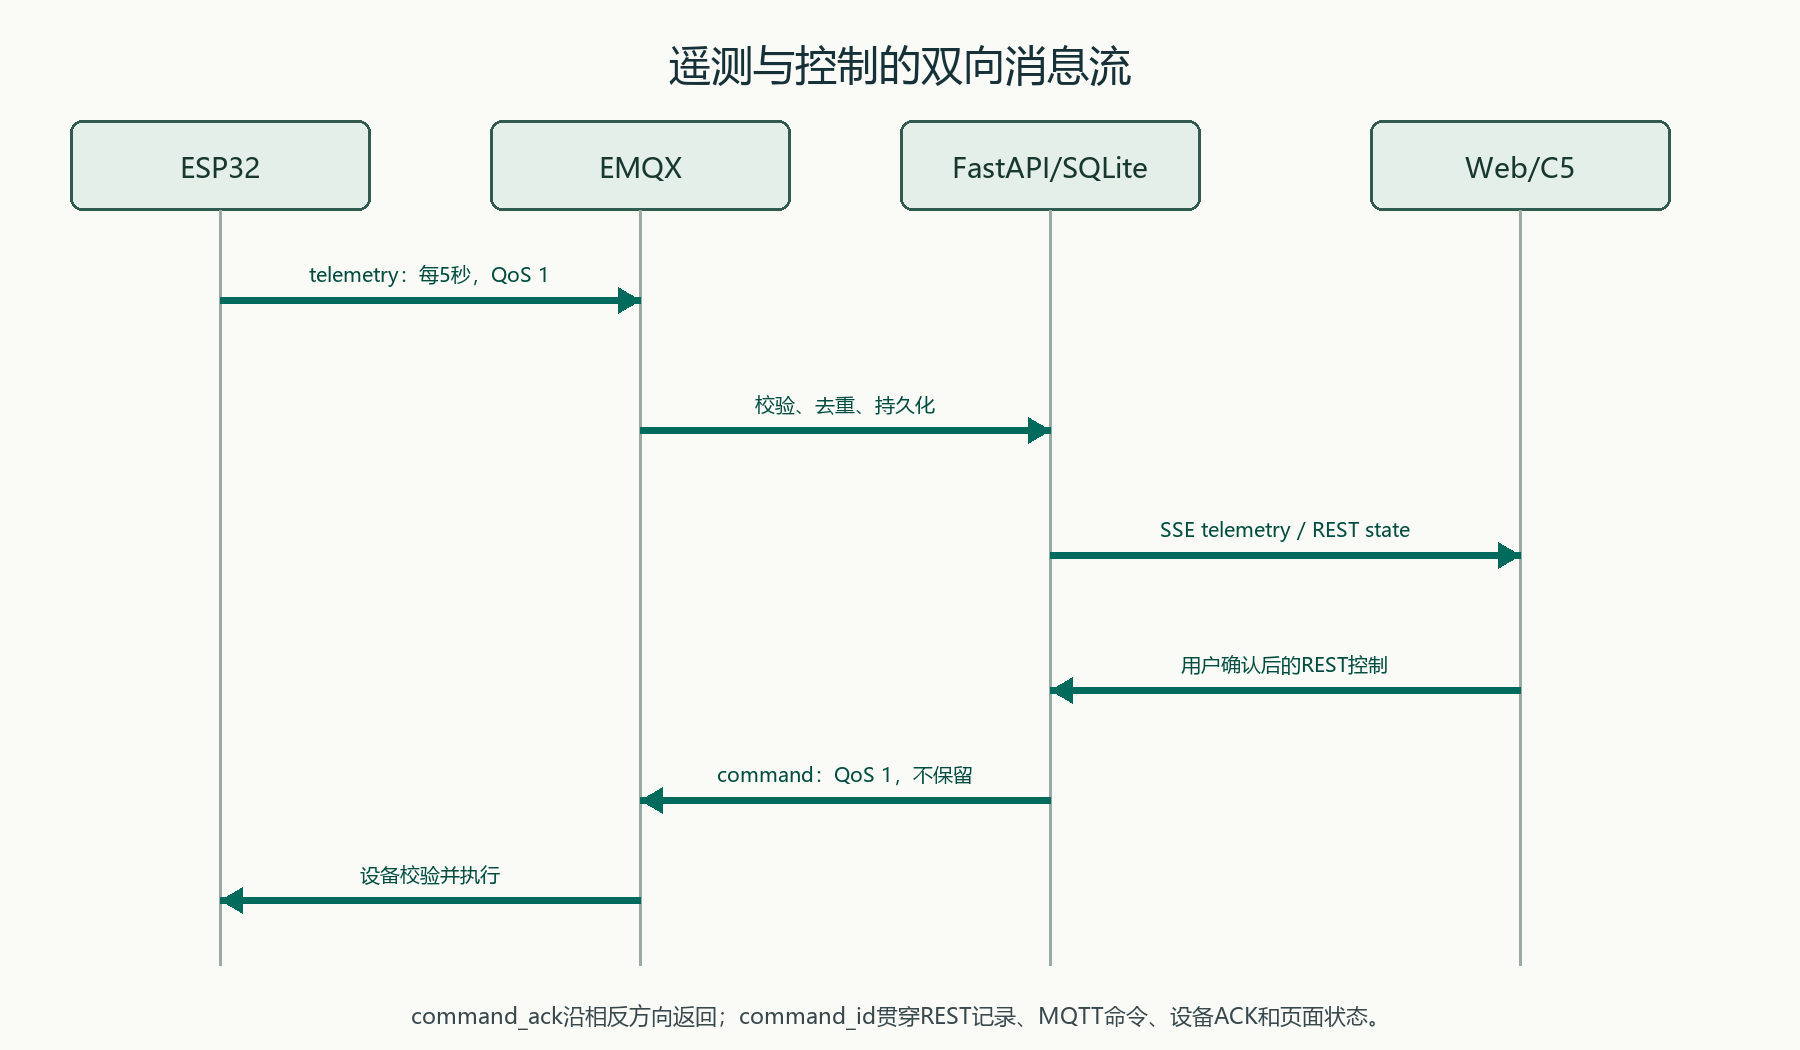 遥测与控制的双向消息流
ESP32
EMQX
FastAPI/SQLite
Web/C5
telemetry：每5秒，QoS 1
校验、去重、持久化
SSE telemetry / REST state
用户确认后的REST控制
command：QoS 1，不保留
设备校验并执行
command_ack沿相反方向返回；command_id贯穿REST记录、MQTT命令、设备ACK和页面状态。